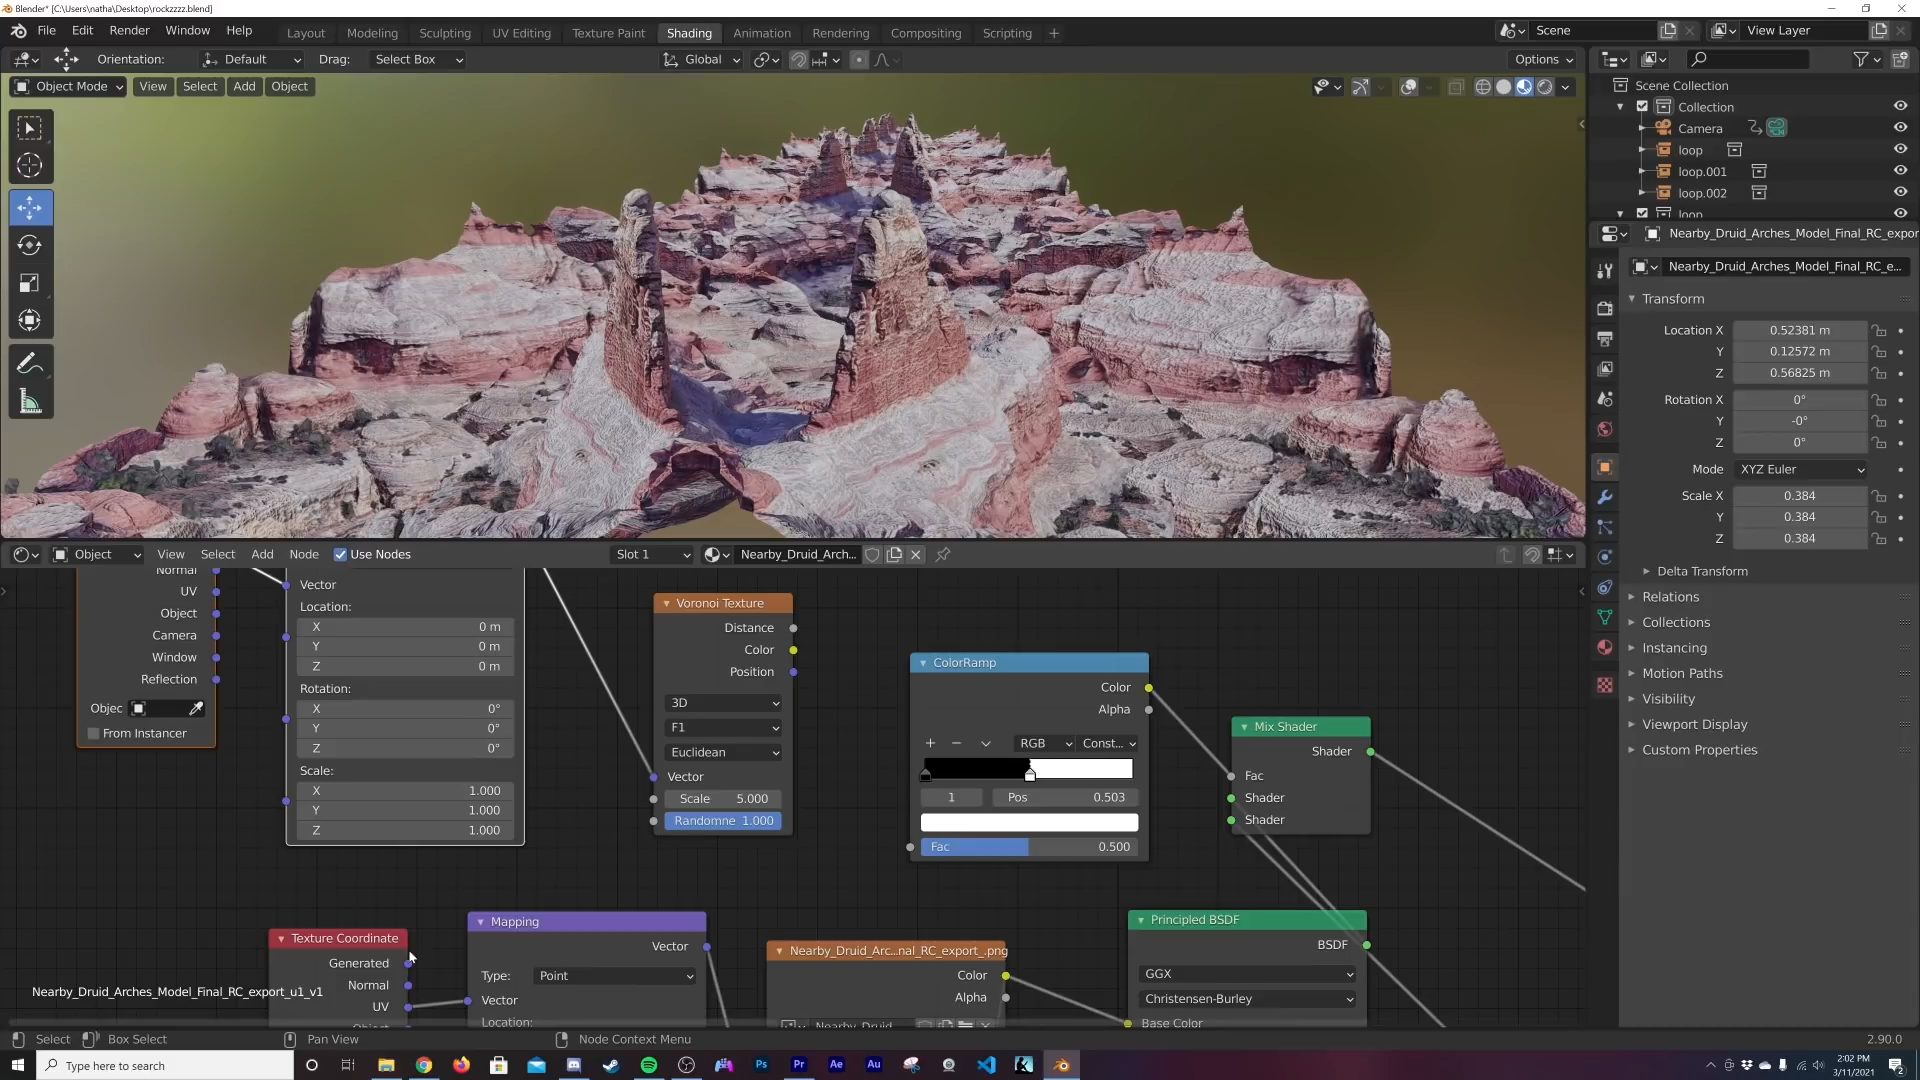 Blender* [C:\Users\natha\Desktop\rockzzzz.blend]
File Edit Render Window Help Layout Modeling Sculpting UV Editing Texture Paint Shading Animation Rendering Compositing Scripting + Scene View Layer
Orientation: Default Drag: Select Box Global Options
Object Mode View Select Add Object
Scene Collection
Collection
Camera
loop
loop.001
loop.002
loop
Nearby_Druid_Arches_Model_Final_RC_expor
Nearby_Druid_Arches_Model_Final_RC_e...
Transform
Location X 0.52381 m
Y 0.12572 m
Z 0.56825 m
Rotation X 0°
Y -0°
Z 0°
Mode XYZ Euler
Scale X 0.384
Y 0.384
Z 0.384
Delta Transform
Relations
Collections
Instancing
Motion Paths
Visibility
Viewport Display
Custom Properties
Object View Select Add Node Use Nodes Slot 1 Nearby_Druid_Arch...
Normal
UV
Object
Camera
Window
Reflection
Objec
From Instancer
Vector
Location:
X 0 m
Y 0 m
Z 0 m
Rotation:
X 0°
Y 0°
Z 0°
Scale:
X 1.000
Y 1.000
Z 1.000
Voronoi Texture
Distance
Color
Position
3D
F1
Euclidean
Vector
Scale 5.000
Randomne 1.000
ColorRamp
Color
Alpha
+ − RGB Const...
1 Pos 0.503
Fac 0.500
Mix Shader
Shader
Fac
Shader
Shader
Texture Coordinate
Generated
Normal
UV
Object
Mapping
Vector
Type: Point
Vector
Location:
Nearby_Druid_Arc...nal_RC_export_.png
Color
Alpha
Nearby_Druid
Principled BSDF
BSDF
GGX
Christensen-Burley
Base Color
Nearby_Druid_Arches_Model_Final_RC_export_u1_v1
Select Box Select Pan View Node Context Menu 2.90.0
Type here to search
Ps Pr Ae Au
2:02 PM
3/11/2021
2